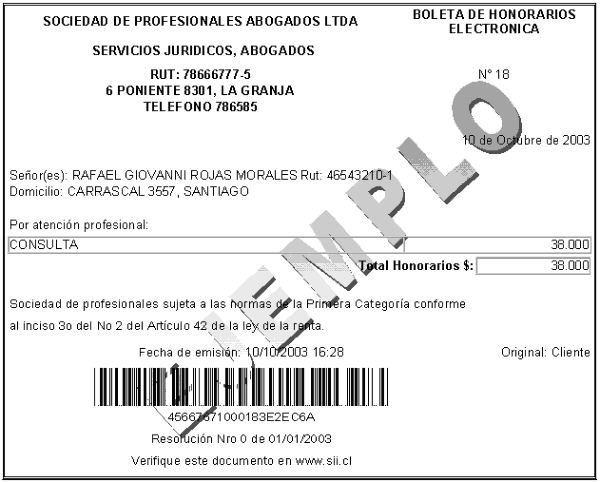 SOCIEDAD DE PROFESIONALES ABOGADOS LTDA
BOLETA DE HONORARIOS
ELECTRONICA
SERVICIOS JURIDICOS, ABOGADOS
RUT: 78666777-5
N° 18
6 PONIENTE 8301, LA GRANJA
TELEFONO 786585
10 de Octubre de 2003
Señor(es): RAFAEL GIOVANNI ROJAS MORALES Rut: 46543210-1
Domicilio: CARRASCAL 3557, SANTIAGO
Por atención profesional:
CONSULTA 38.000
Total Honorarios $: 38.000
Sociedad de profesionales sujeta a las normas de la Primera Categoría conforme
al inciso 3o del No 2 del Artículo 42 de la ley de la renta.
Fecha de emisión: 10/10/2003 16:28
Original: Cliente
45667671000183E2EC6A
Resolución Nro 0 de 01/01/2003
Verifique este documento en www.sii.cl
EJEMPLO